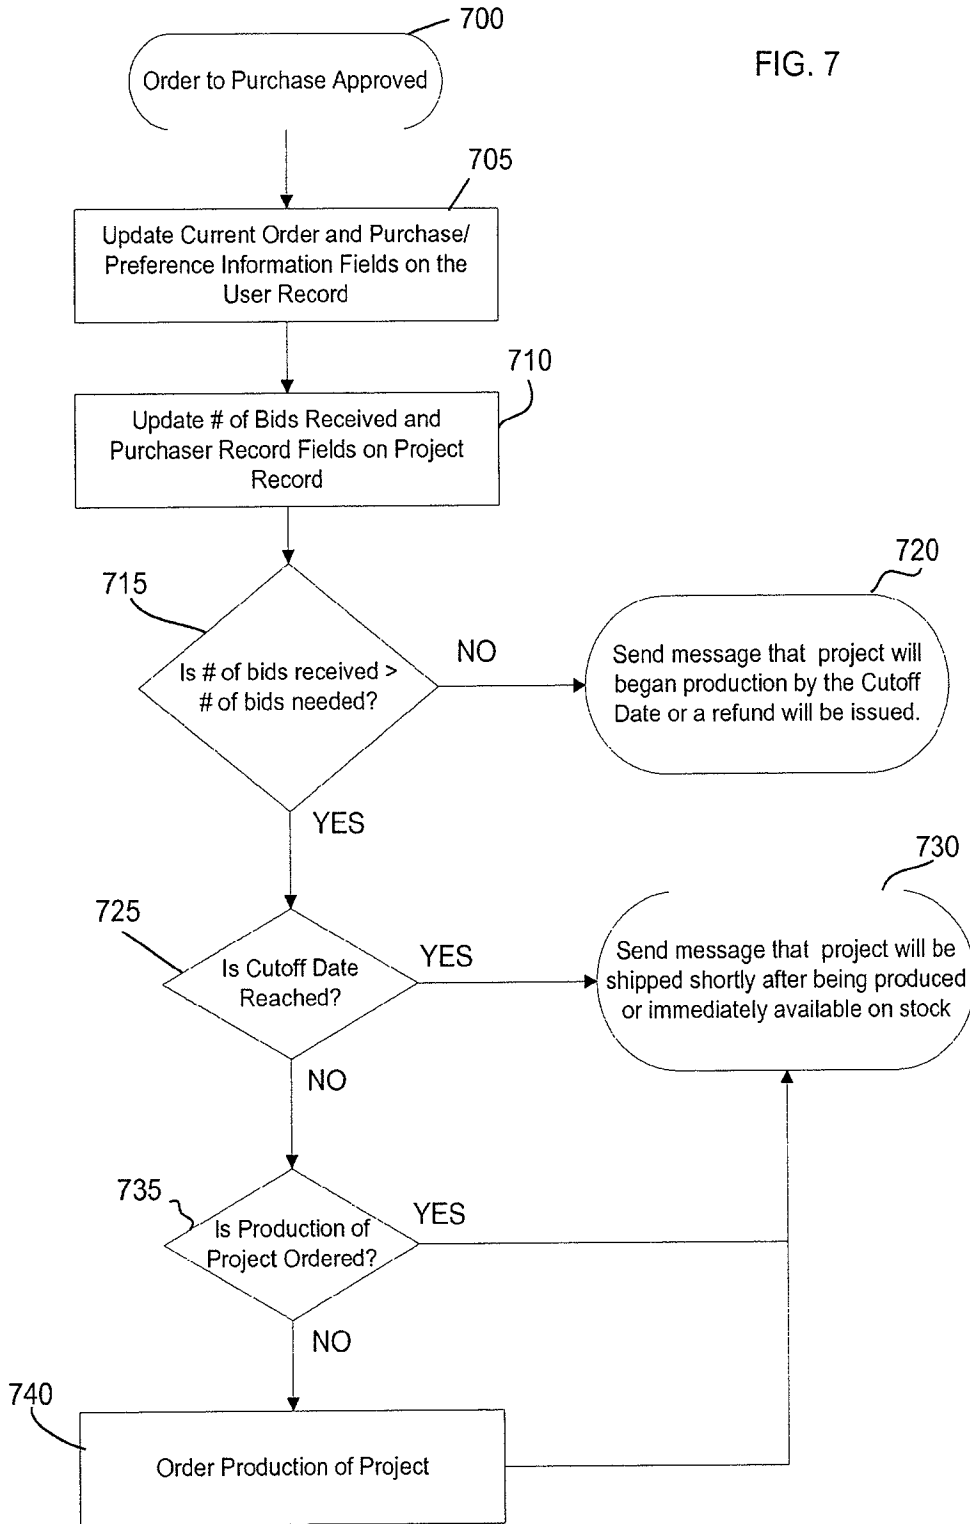 700
FIG. 7
Order to Purchase Approved
705
Update Current Order and Purchase/
Preference Information Fields on the
User Record
710
Update # of Bids Received and
Purchaser Record Fields on Project
Record
715
Is # of bids received >
# of bids needed?
NO
720
Send message that project will
began production by the Cutoff
Date or a refund will be issued.
YES
725
Is Cutoff Date
Reached?
YES
730
Send message that project will be
shipped shortly after being produced
or immediately available on stock
NO
735
Is Production of
Project Ordered?
YES
NO
740
Order Production of Project